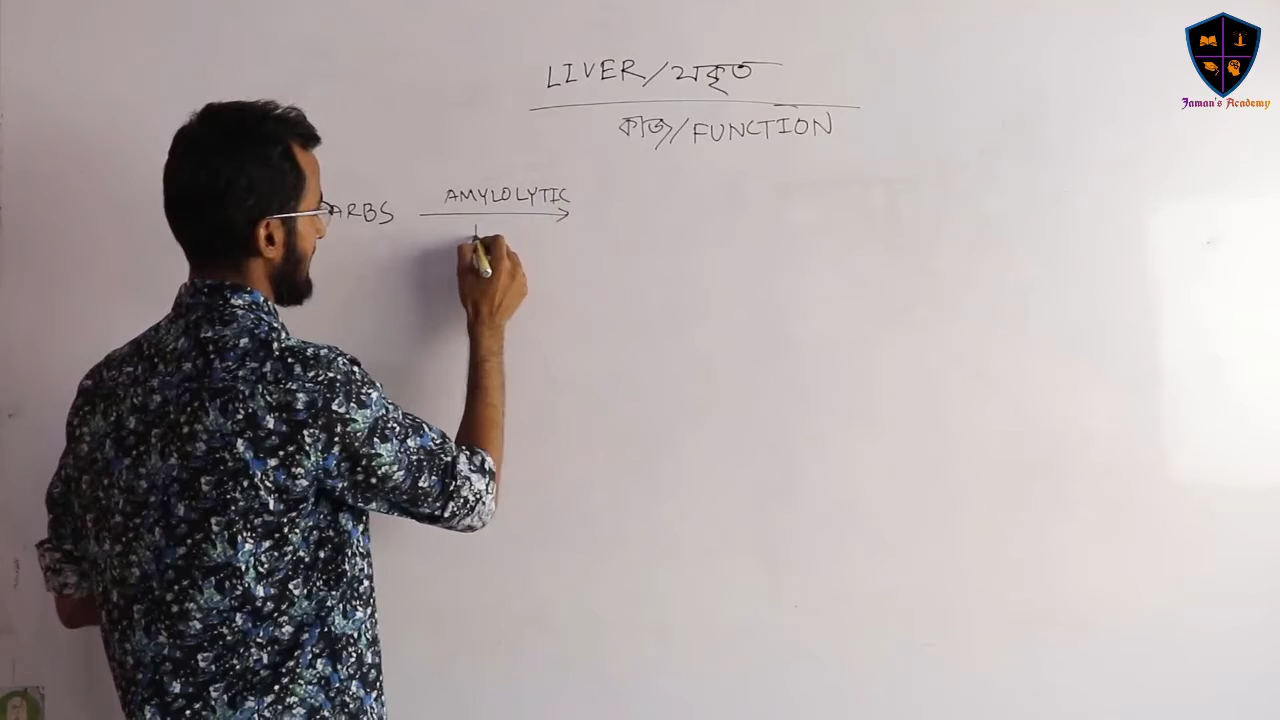 LIVER/যকৃত
কাজ/FUNCTION
AMYLOLYTIC
ARBS
Jaman's Academy